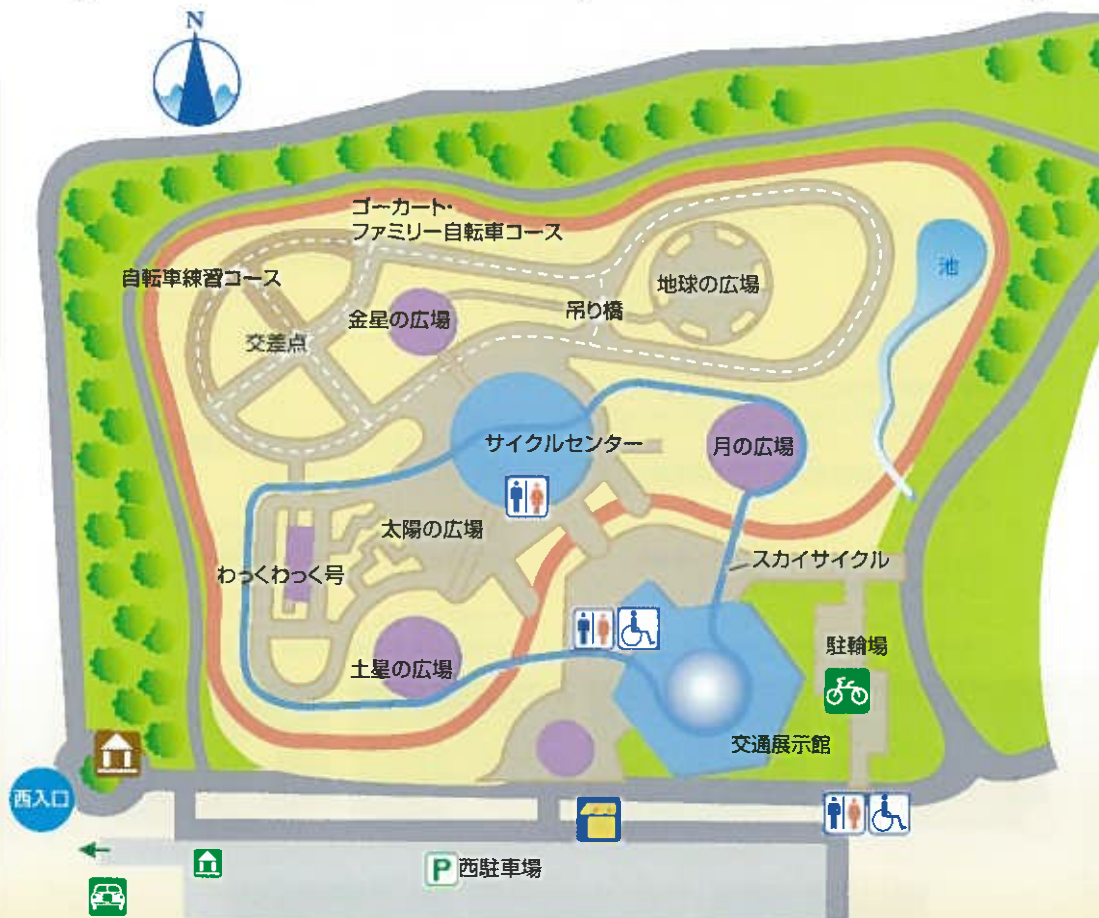 N
ゴーカート・
ファミリー自転車コース
自転車練習コース
地球の広場
池
吊り橋
金星の広場
交差点
サイクルセンター
月の広場
太陽の広場
スカイサイクル
わっくわっく号
駐輪場
土星の広場
交通展示館
西入口
P 西駐車場